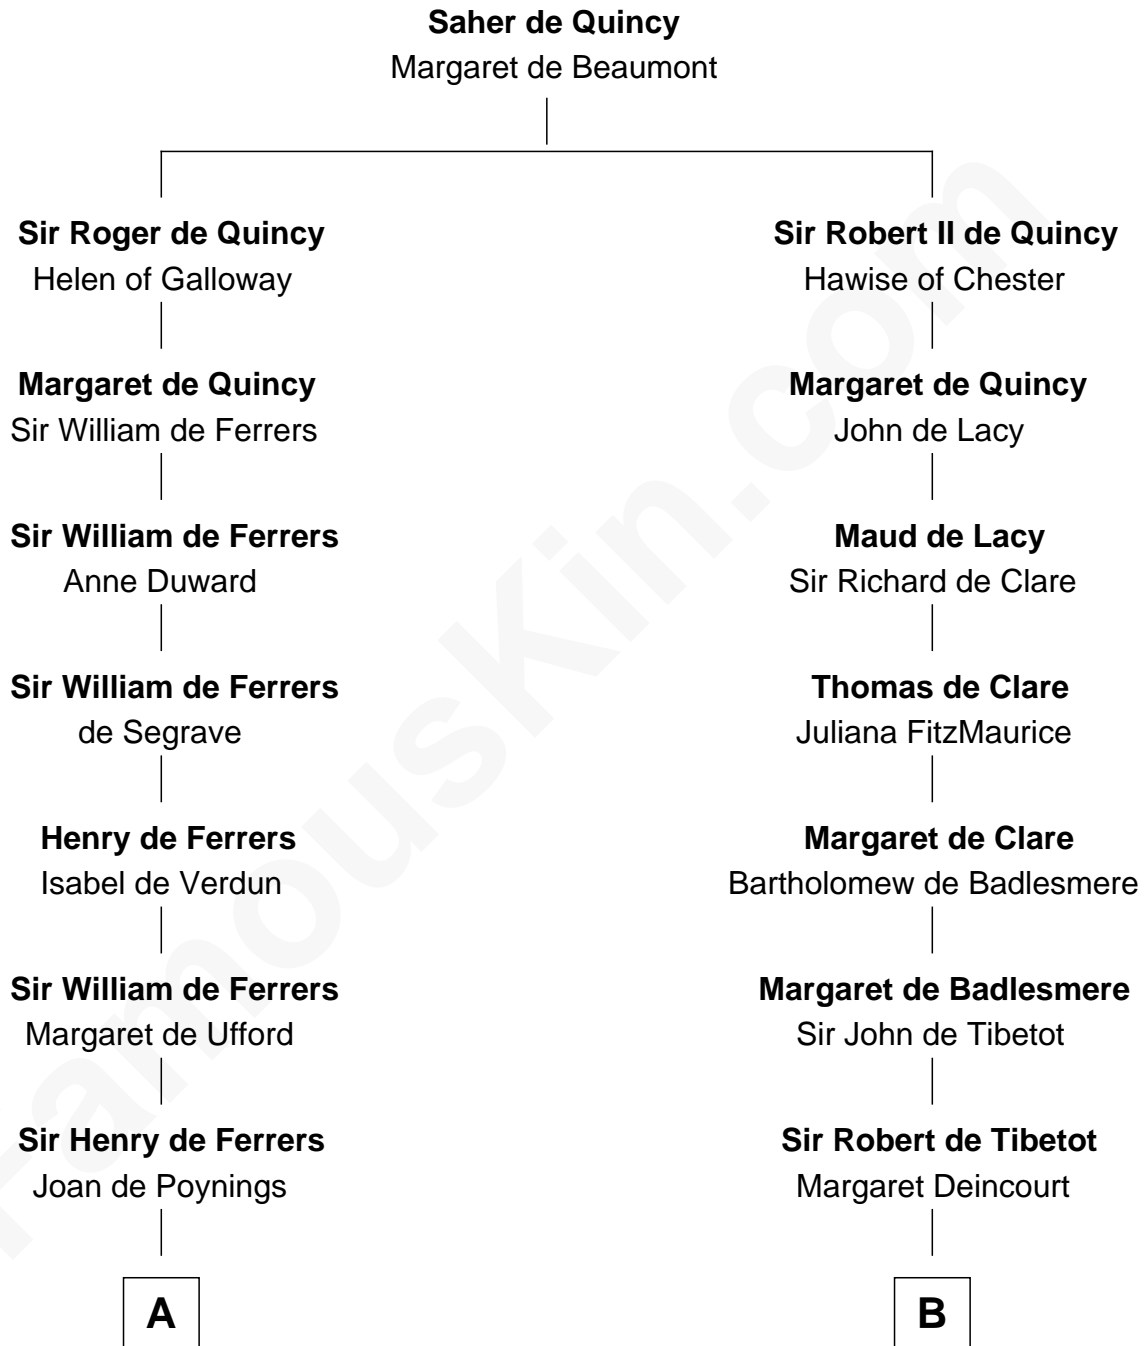 Saher de Quincy
Margaret de Beaumont
Sir Roger de Quincy
Helen of Galloway
Margaret de Quincy
Sir William de Ferrers
Sir William de Ferrers
Anne Duward
Sir William de Ferrers
de Segrave
Henry de Ferrers
Isabel de Verdun
Sir William de Ferrers
Margaret de Ufford
Sir Henry de Ferrers
Joan de Poynings
A
Sir Robert II de Quincy
Hawise of Chester
Margaret de Quincy
John de Lacy
Maud de Lacy
Sir Richard de Clare
Thomas de Clare
Juliana FitzMaurice
Margaret de Clare
Bartholomew de Badlesmere
Margaret de Badlesmere
Sir John de Tibetot
Sir Robert de Tibetot
Margaret Deincourt
B
FamousKin.com